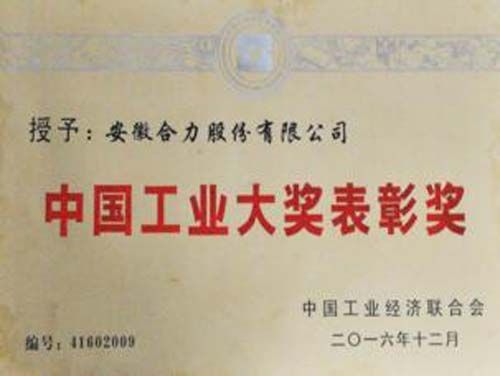 授予：安徽合力股份有限公司
中国工业大奖表彰奖
中国工业经济联合会
编号：41602009
二〇一六年十二月